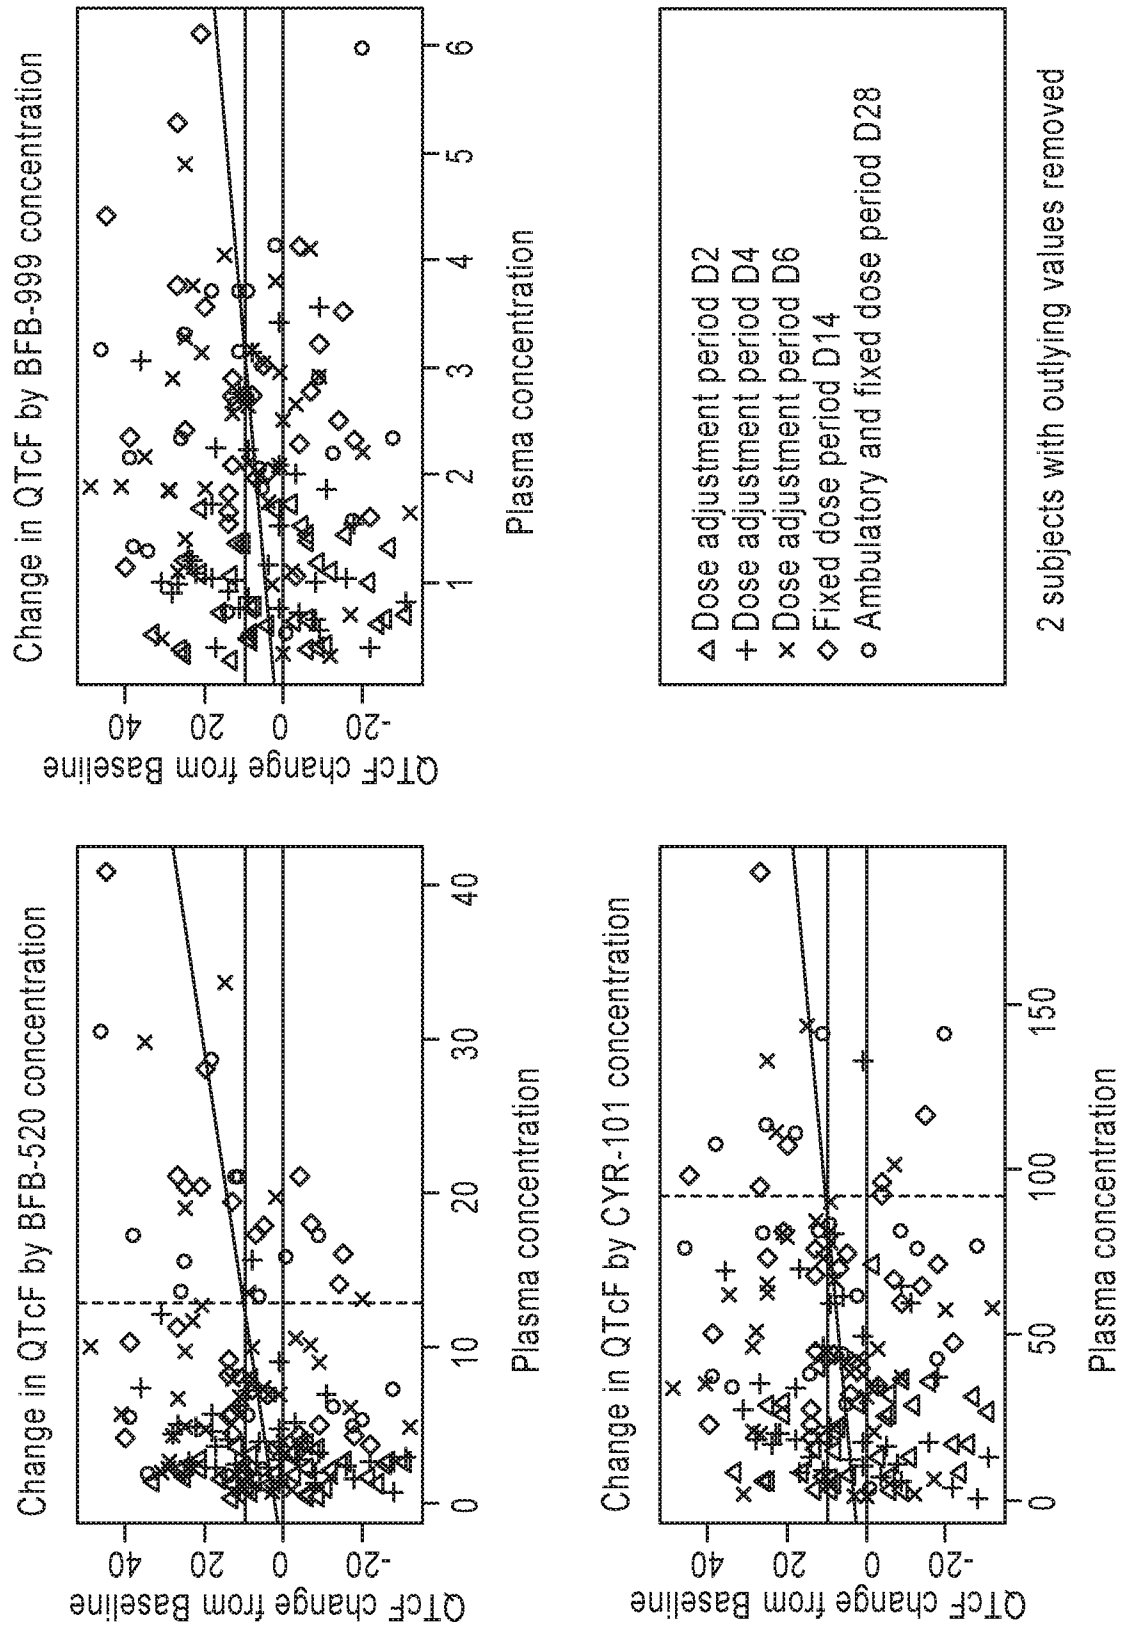 Change in QTcF by BFB-520 concentration
QTcF change from Baseline
40
20
0
-20
0
10
20
30
40
Plasma concentration
Change in QTcF by BFB-999 concentration
QTcF change from Baseline
40
20
0
-20
1
2
3
4
5
6
Plasma concentration
Change in QTcF by CYR-101 concentration
QTcF change from Baseline
40
20
0
-20
0
50
100
150
Plasma concentration
Dose adjustment period D2
Dose adjustment period D4
Dose adjustment period D6
Fixed dose period D14
Ambulatory and fixed dose period D28
2 subjects with outlying values removed